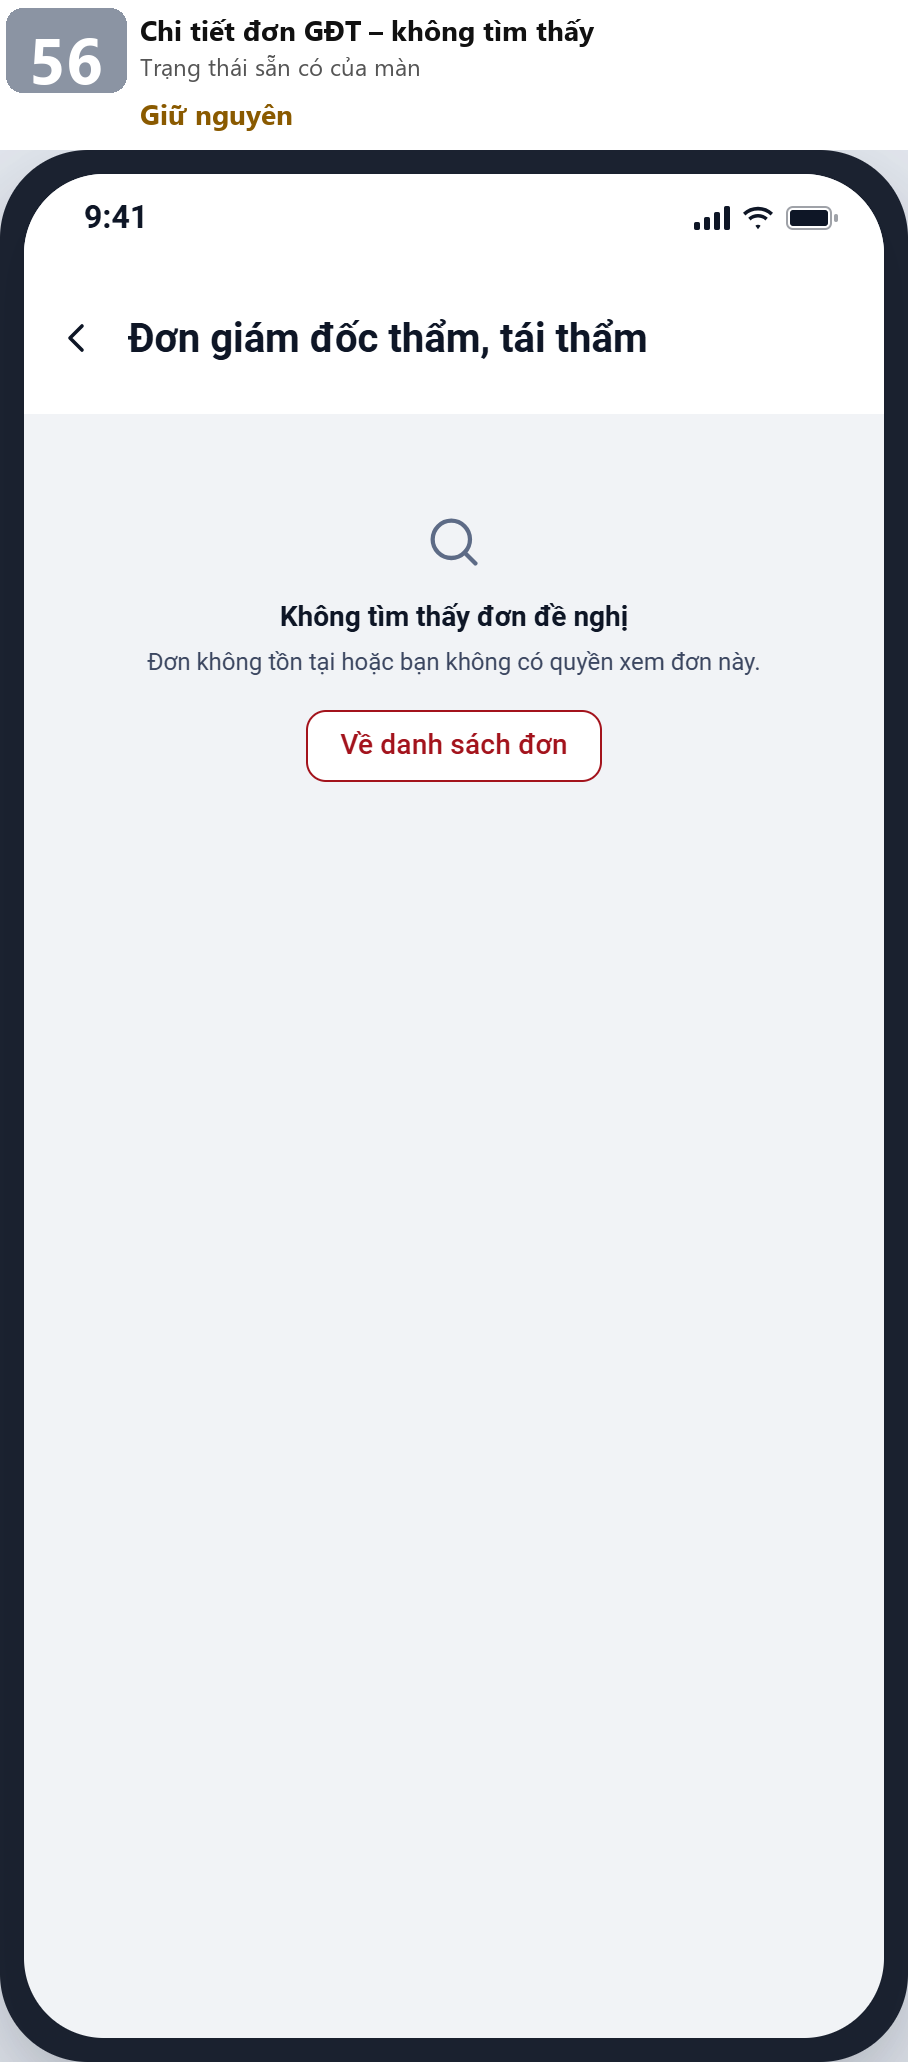 56
Chi tiết đơn GĐT – không tìm thấy
Trạng thái sẵn có của màn
Giữ nguyên
9:41
Đơn giám đốc thẩm, tái thẩm
Không tìm thấy đơn đề nghị
Đơn không tồn tại hoặc bạn không có quyền xem đơn này.
Về danh sách đơn